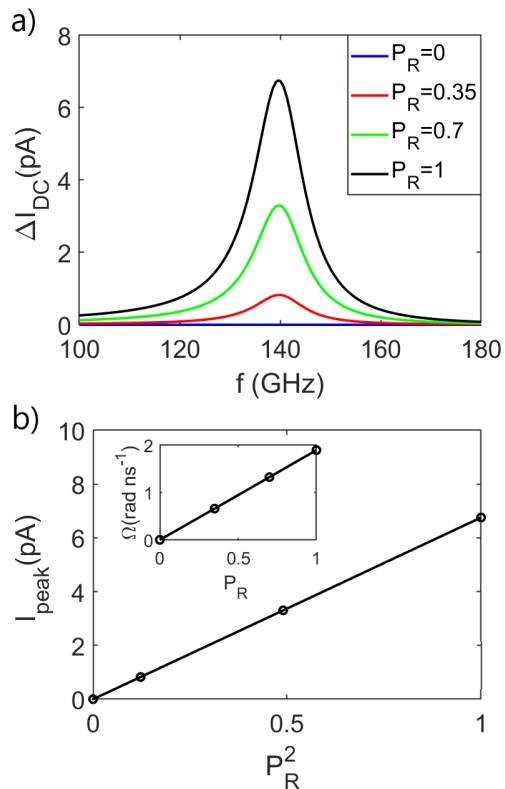 a)
8
6
4
2
0
ΔI_DC(pA)
P_R=0
P_R=0.35
P_R=0.7
P_R=1
100
120
140
160
180
f (GHz)
b)
10
8
6
4
2
0
I_peak(pA)
2
1
0
Ω(rad ns⁻¹)
0
0.5
1
P_R
0
0.5
1
P_R²